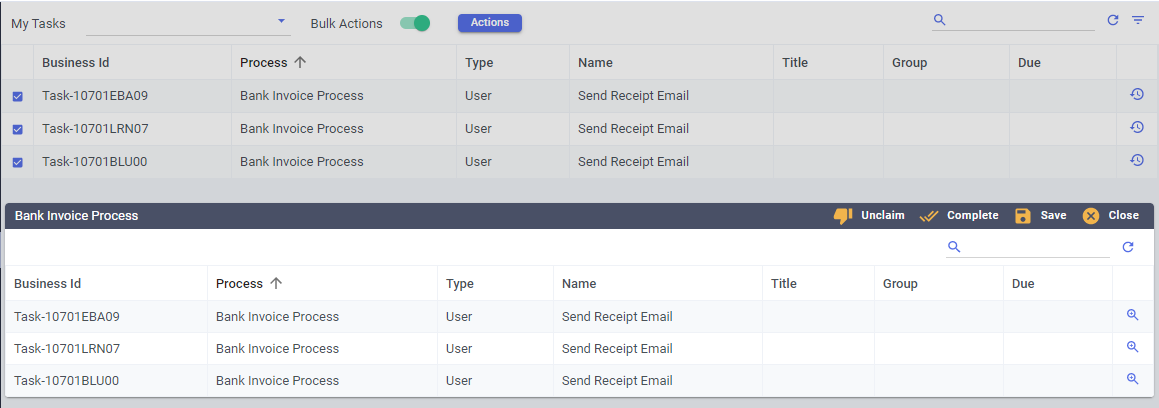 My Tasks Bulk Actions Actions
Business Id Process Type Name Title Group Due
Task-10701EBA09 Bank Invoice Process User Send Receipt Email
Task-10701LRN07 Bank Invoice Process User Send Receipt Email
Task-10701BLU00 Bank Invoice Process User Send Receipt Email
Bank Invoice Process Unclaim Complete Save Close
Business Id Process Type Name Title Group Due
Task-10701EBA09 Bank Invoice Process User Send Receipt Email
Task-10701LRN07 Bank Invoice Process User Send Receipt Email
Task-10701BLU00 Bank Invoice Process User Send Receipt Email